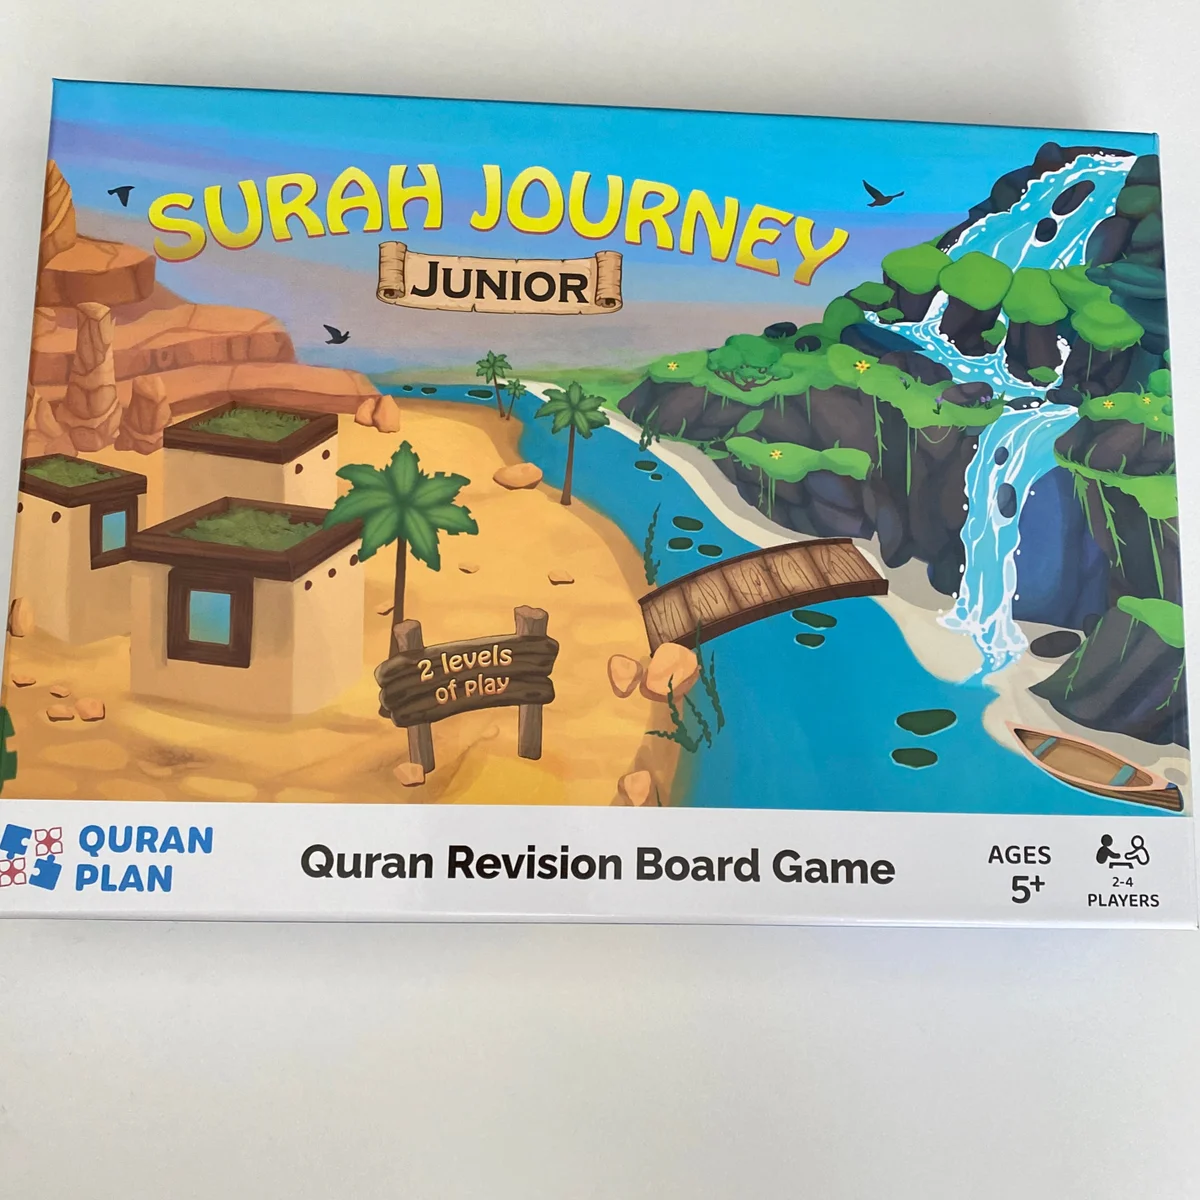 SURAH JOURNEY
JUNIOR
2 levels
of play
QURAN
PLAN
Quran Revision Board Game
AGES
5+
2-4
PLAYERS